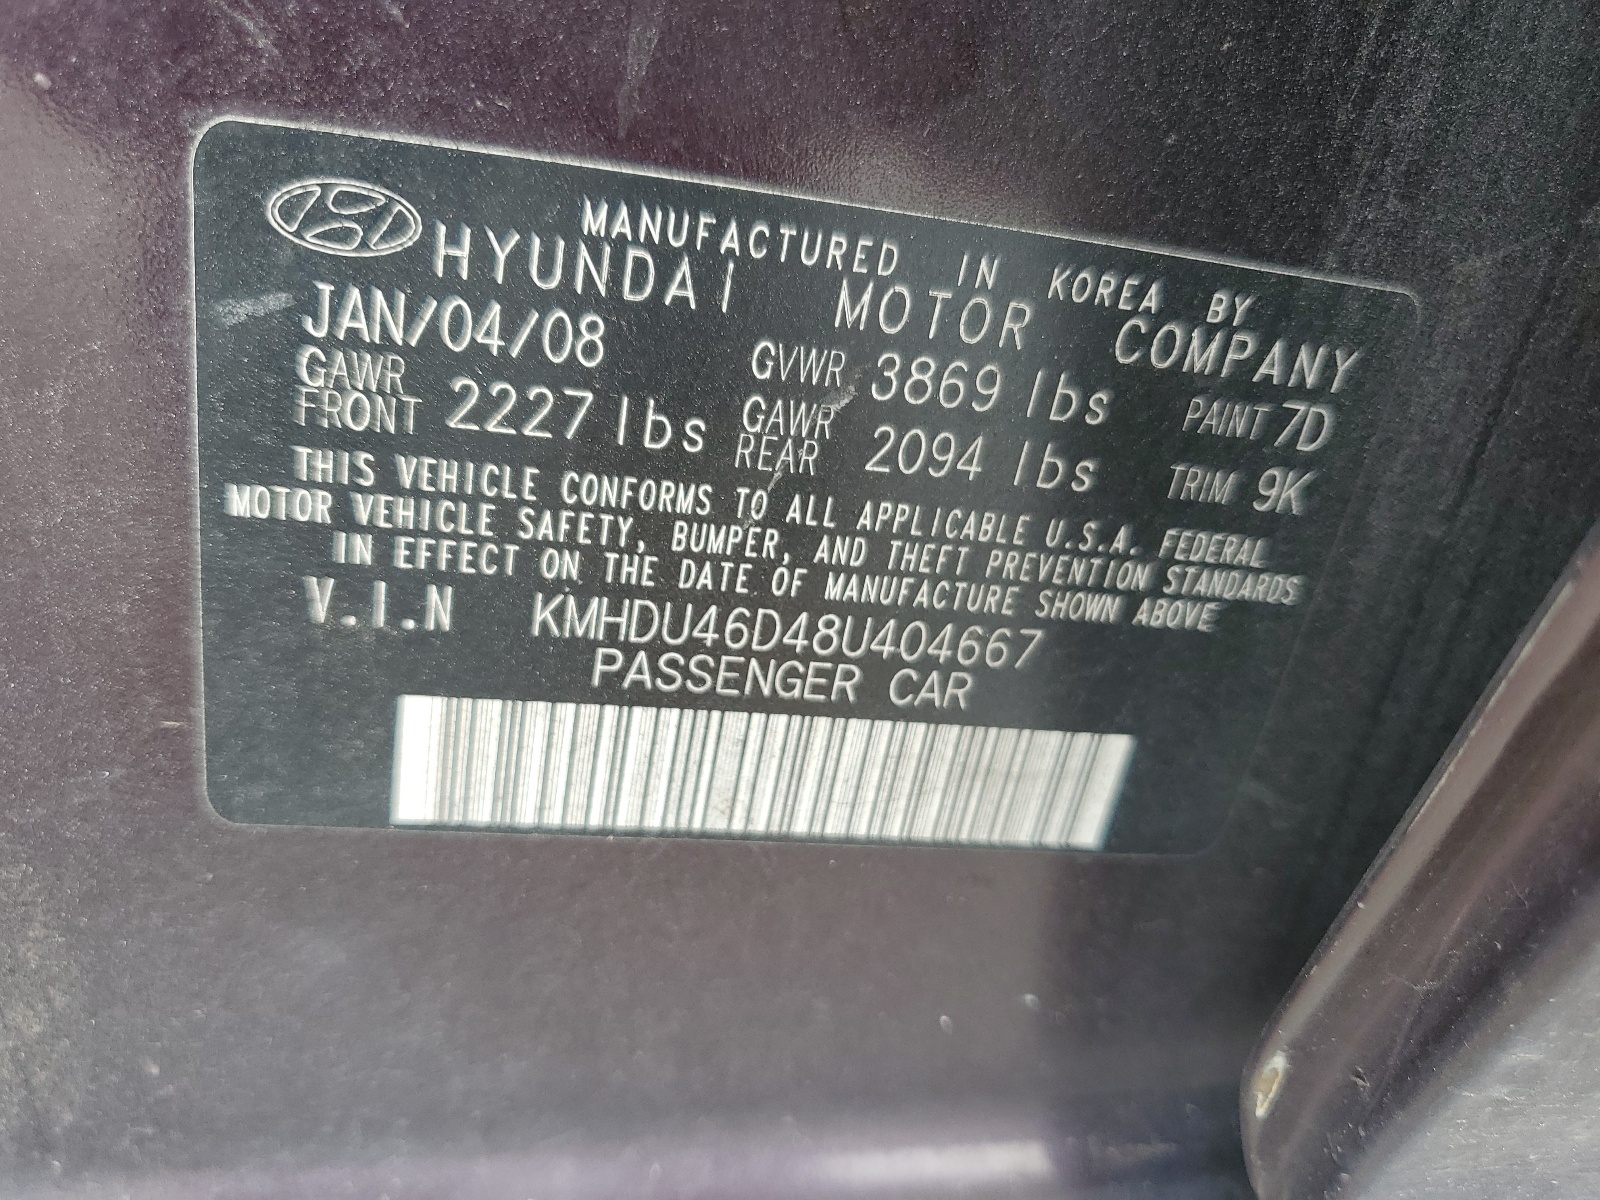 MANUFACTURED IN KOREA BY
HYUNDAI MOTOR COMPANY
JAN/04/08 GVWR 3869 lbs PAINT 7D
GAWR FRONT 2227 lbs GAWR REAR 2094 lbs TRIM 9K
THIS VEHICLE CONFORMS TO ALL APPLICABLE U.S.A. FEDERAL
MOTOR VEHICLE SAFETY, BUMPER, AND THEFT PREVENTION STANDARDS
IN EFFECT ON THE DATE OF MANUFACTURE SHOWN ABOVE
V.I.N KMHDU46D48U404667
PASSENGER CAR